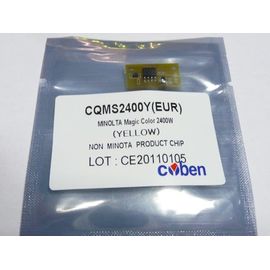 CQMS2400Y(EUR)
MINOLTA Magic Color 2400W
(YELLOW)
NON MINOTA PRODUCT CHIP
LOT : CE20110105
coben